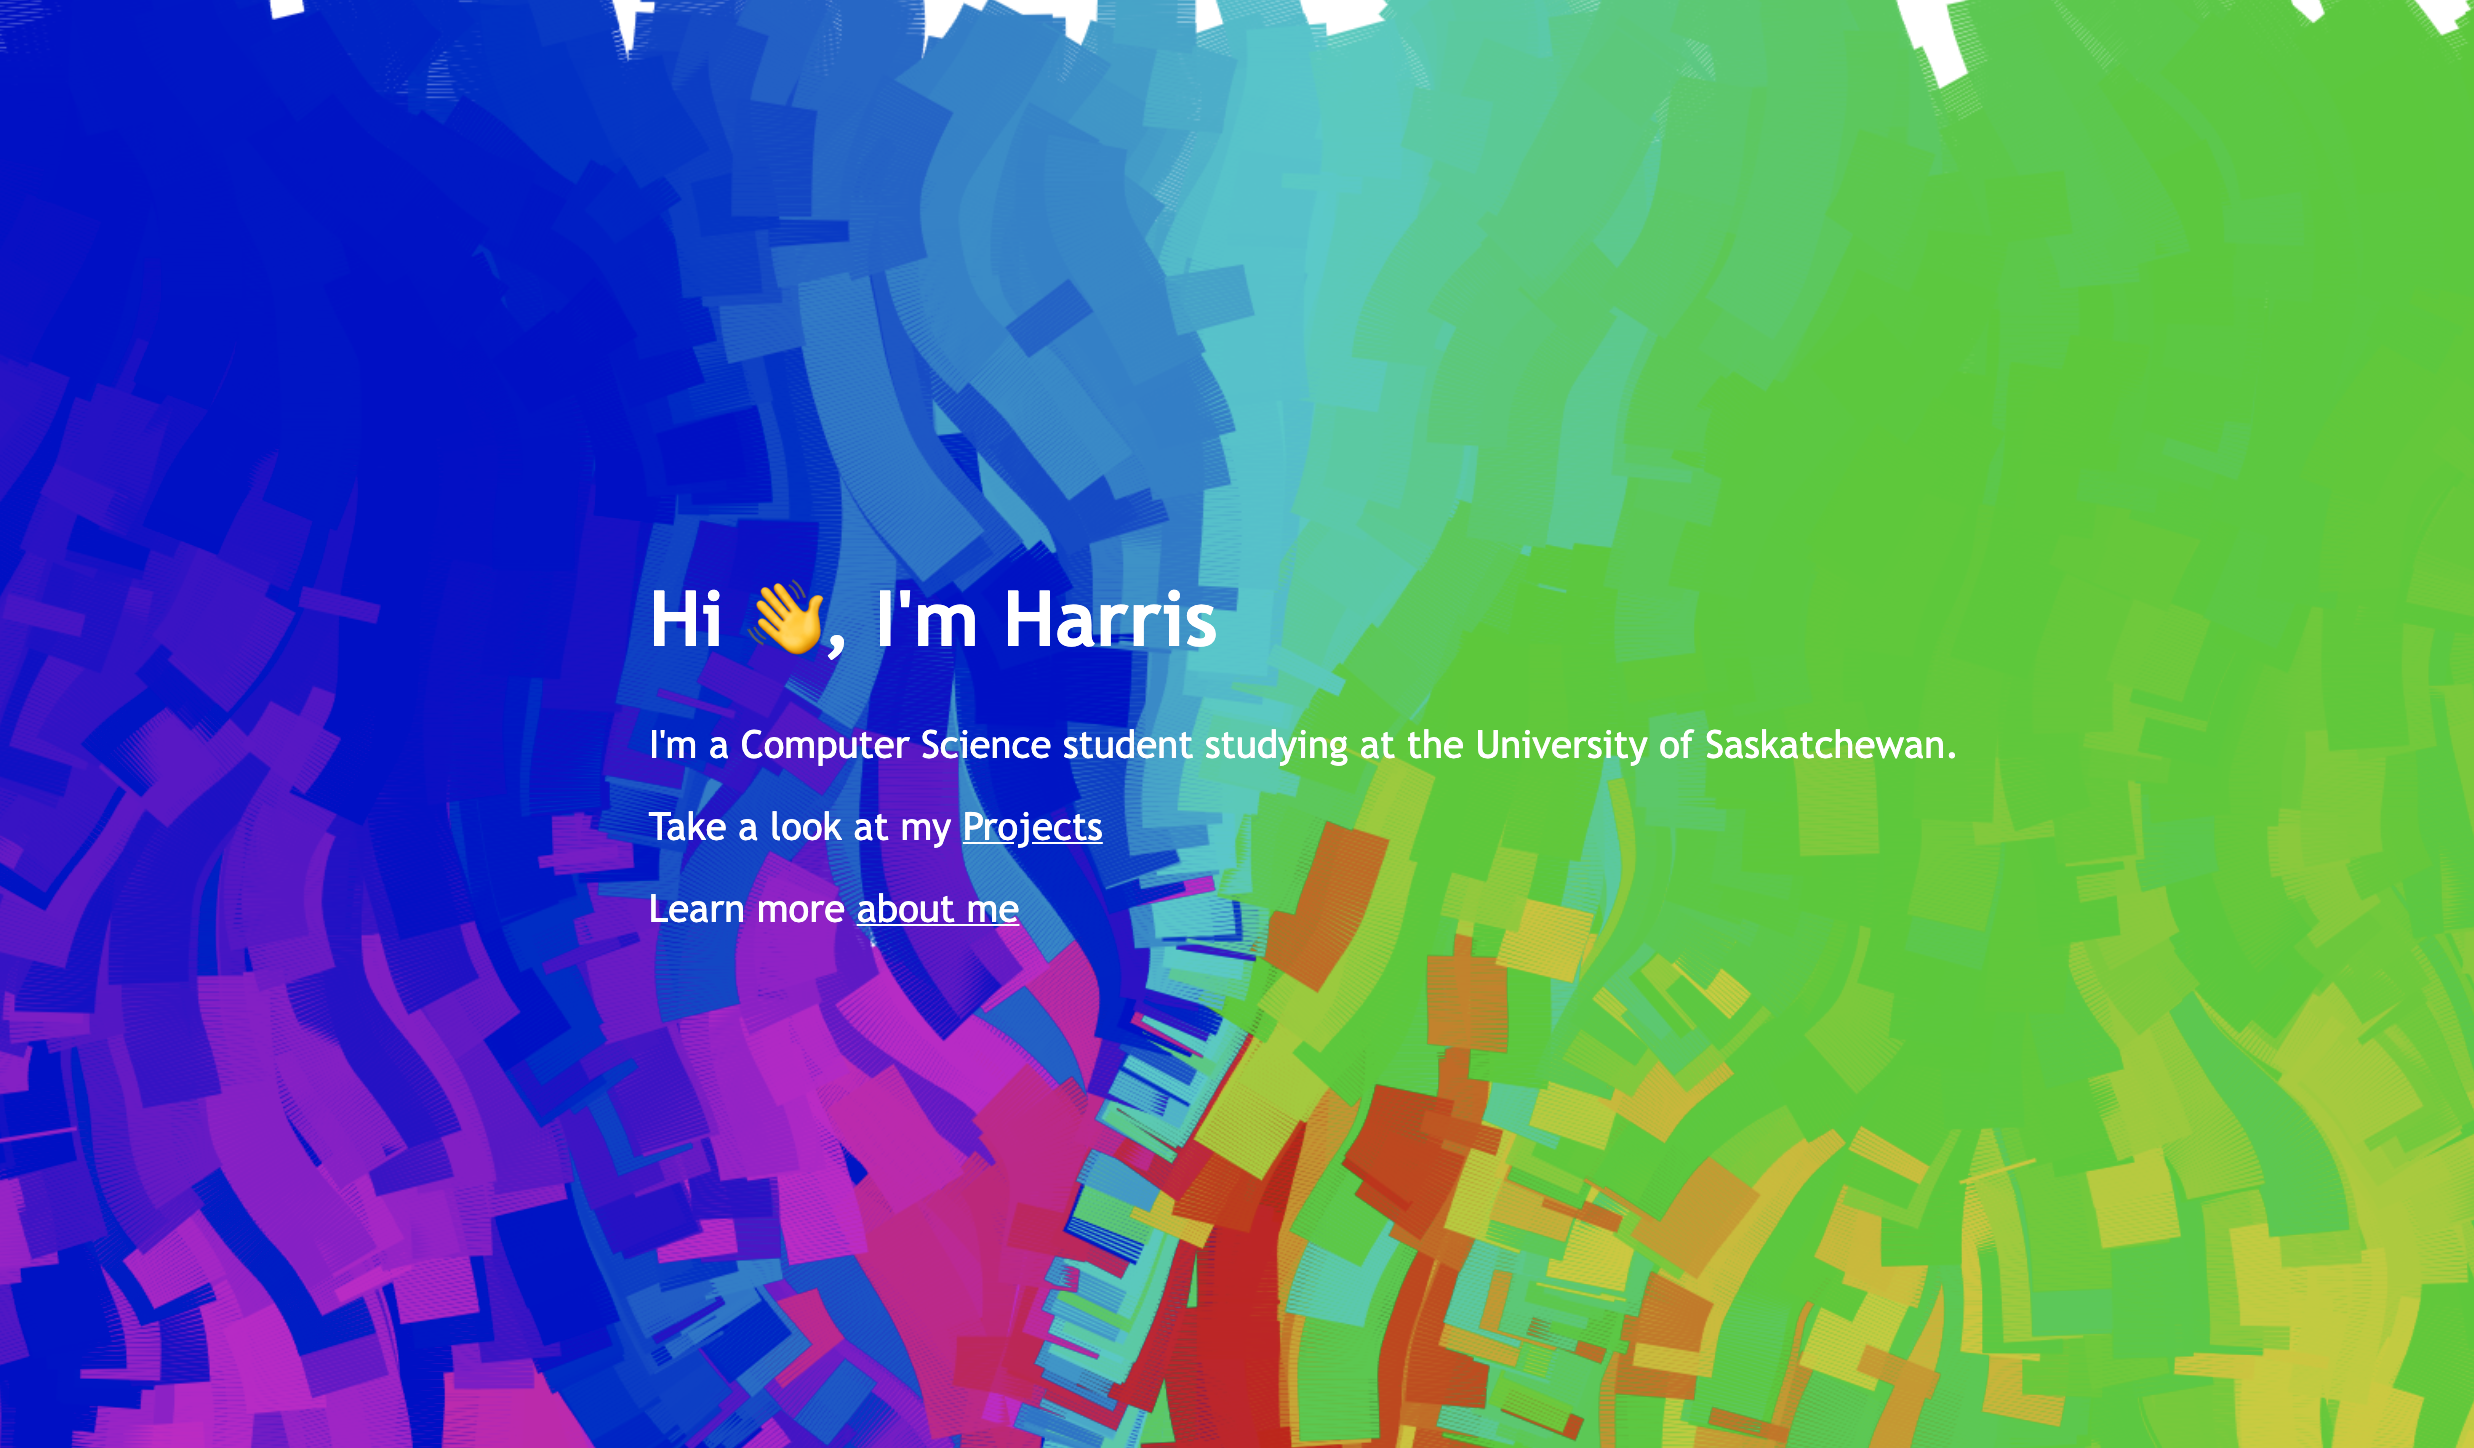 Hi 👋, I'm Harris
I'm a Computer Science student studying at the University of Saskatchewan.
Take a look at my Projects
Learn more about me